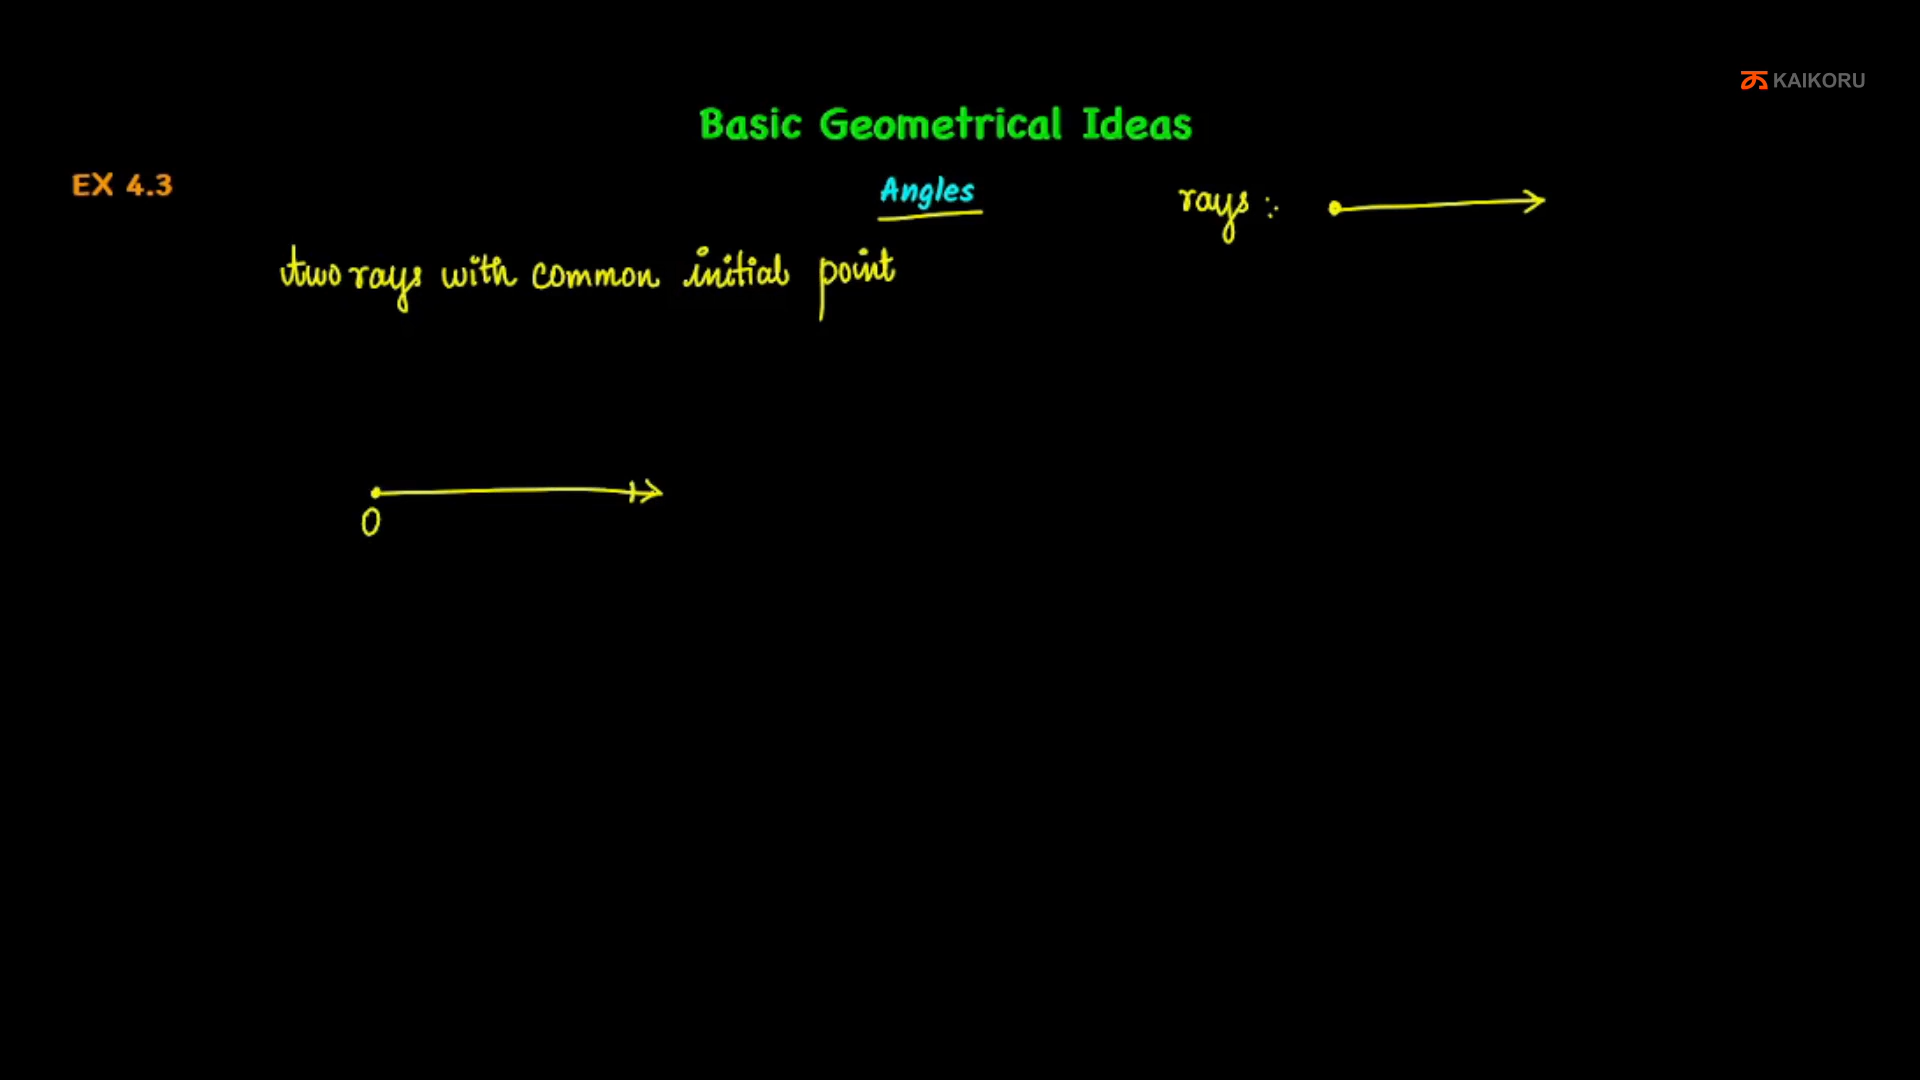 KAIKORU
Basic Geometrical Ideas
EX 4.3
Angles
rays :
two rays with common initial point
O